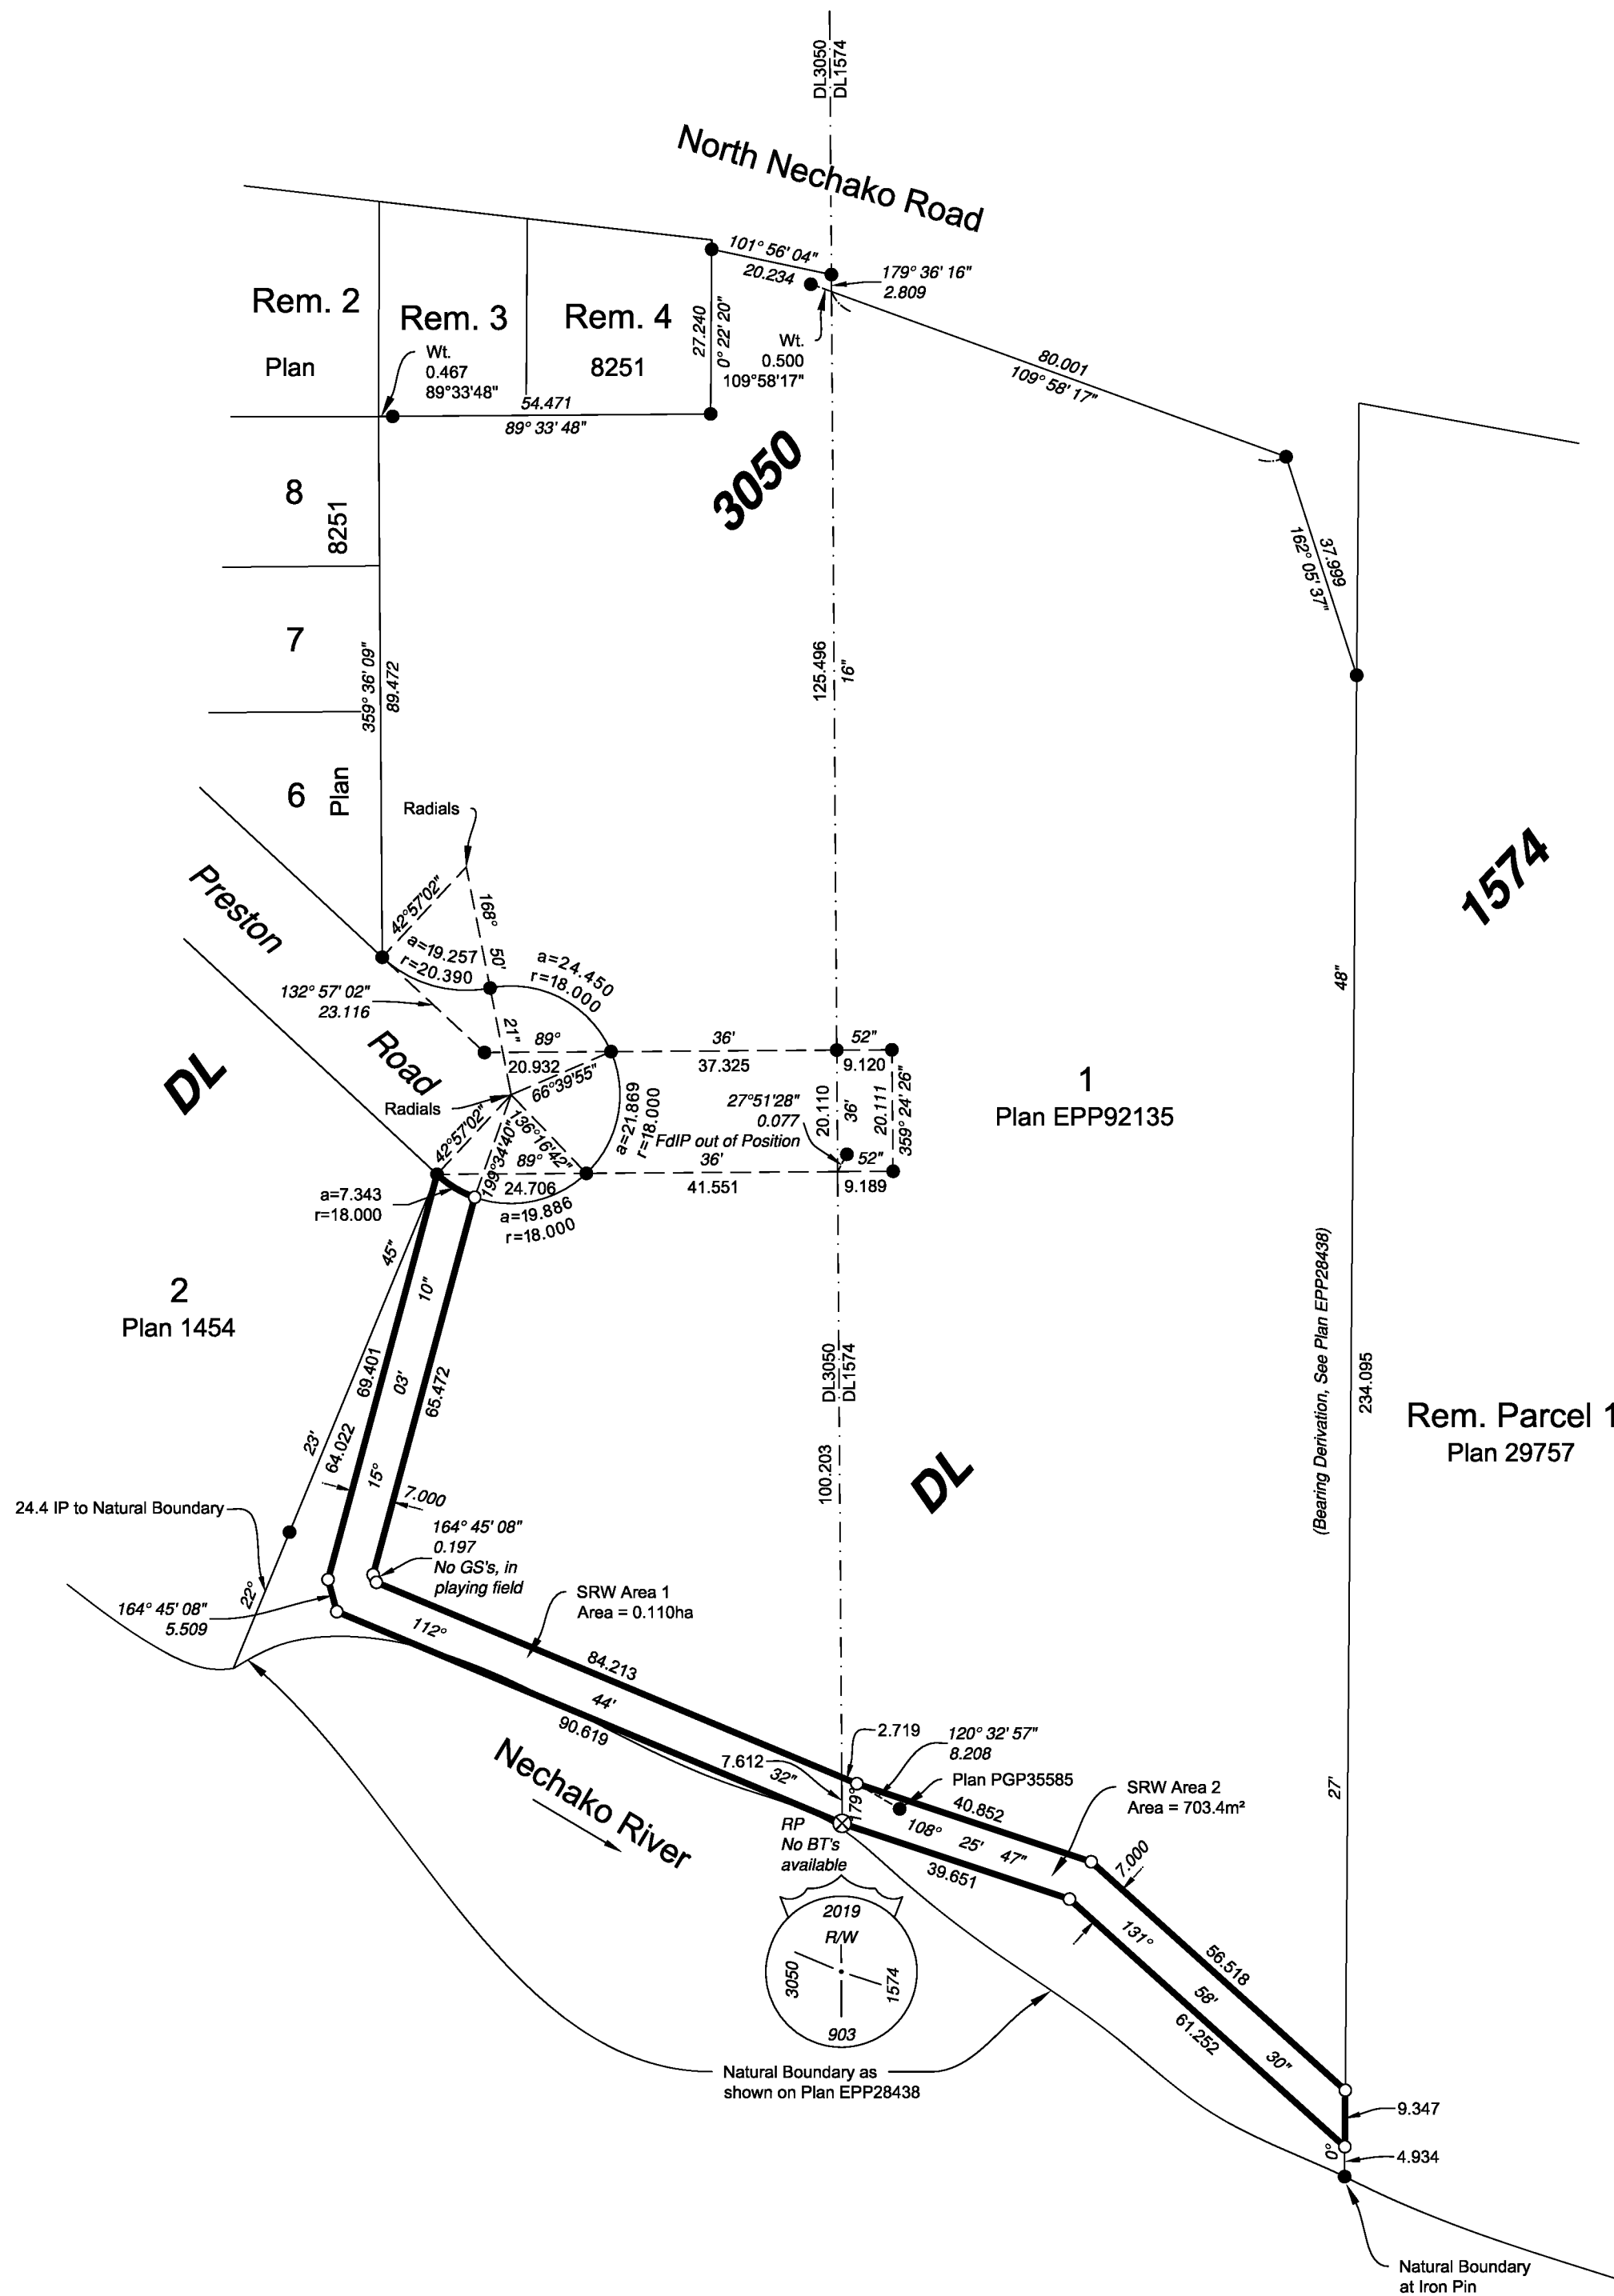 DL3050
DL1574
North Nechako Road
101° 56' 04"
20.234
179° 36' 16"
2.809
Rem. 2
Plan
Rem. 3
Rem. 4
8251
27.240
0° 22' 20"
Wt.
0.467
89°33'48"
Wt.
0.500
109°58'17"
54.471
89° 33' 48"
80.001
109° 58' 17"
3050
8
8251
37.999
162° 05' 37"
7
359° 36' 09"
89.472
125.496
16"
6
Plan
Radials
1574
Preston
Road
42°57'02"
168°
50'
21"
a=19.257
r=20.390
a=24.450
r=18.000
48"
132° 57' 02"
23.116
89°
20.932
36'
37.325
52"
9.120
DL
66°39'55"
Radials
42°57'02"
199°34'40"
136°16'42"
a=21.869
r=18.000
27°51'28"
0.077
FdIP out of Position
20.110
36'
20.111
359° 24' 26"
1
Plan EPP92135
89°
24.706
36'
41.551
52"
9.189
a=7.343
r=18.000
a=19.886
r=18.000
45"
10"
2
Plan 1454
(Bearing Derivation, See Plan EPP28438)
DL3050
DL1574
69.401
03'
65.472
234.095
Rem. Parcel 1
Plan 29757
23'
64.022
15°
100.203
DL
7.000
24.4 IP to Natural Boundary
164° 45' 08"
0.197
No GS's, in
playing field
22°
SRW Area 1
Area = 0.110ha
164° 45' 08"
5.509
112°
84.213
44'
90.619
2.719
120° 32' 57"
8.208
7.612
32"
179°
Plan PGP35585
SRW Area 2
Area = 703.4m²
27'
Nechako River
40.852
RP
No BT's
available
108°
25'
47"
39.651
7.000
2019
R/W
3050
1574
903
131°
56.518
58'
61.252
30"
Natural Boundary as
shown on Plan EPP28438
9.347
0°
4.934
Natural Boundary
at Iron Pin